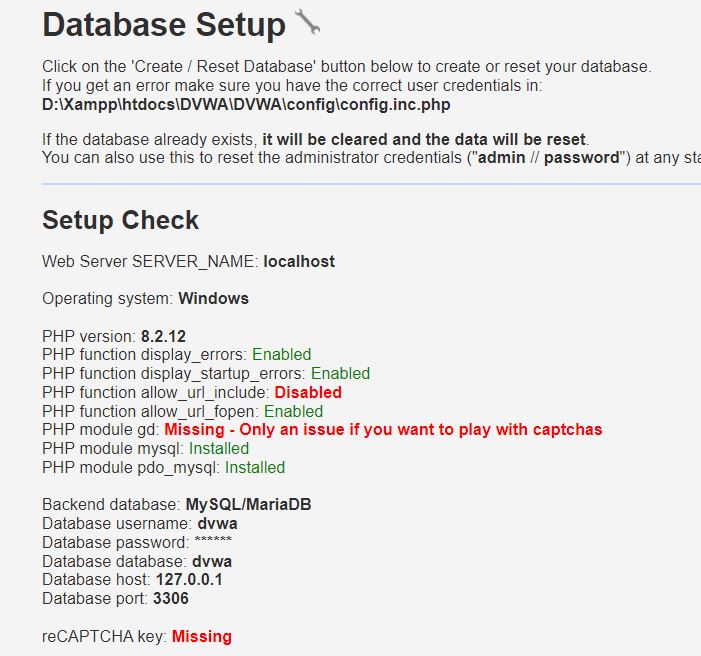 Database Setup
Click on the 'Create / Reset Database' button below to create or reset your database.
If you get an error make sure you have the correct user credentials in:
D:\Xampp\htdocs\DVWA\DVWA\config\config.inc.php
If the database already exists, it will be cleared and the data will be reset.
You can also use this to reset the administrator credentials ("admin // password") at any
Setup Check
Web Server SERVER_NAME: localhost
Operating system: Windows
PHP version: 8.2.12
PHP function display_errors: Enabled
PHP function display_startup_errors: Enabled
PHP function allow_url_include: Disabled
PHP function allow_url_fopen: Enabled
PHP module gd: Missing - Only an issue if you want to play with captchas
PHP module mysql: Installed
PHP module pdo_mysql: Installed
Backend database: MySQL/MariaDB
Database username: dvwa
Database password: ******
Database database: dvwa
Database host: 127.0.0.1
Database port: 3306
reCAPTCHA key: Missing